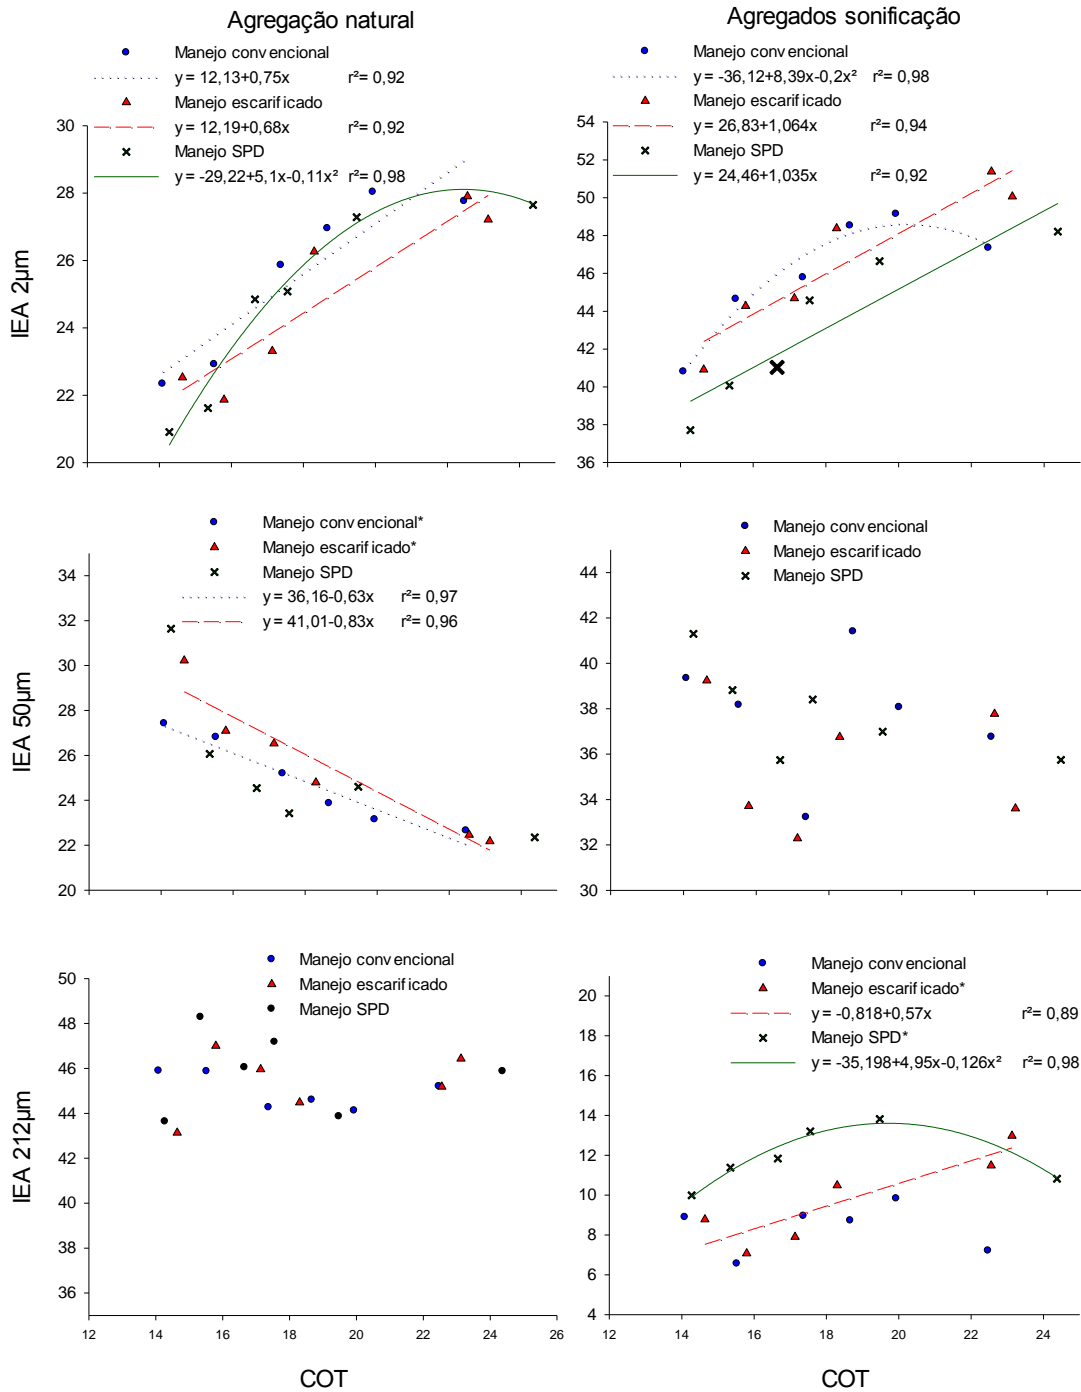 Agregação natural
Manejo convencional
y = 12,13+0,75x r²= 0,92
Manejo escarificado
y = 12,19+0,68x r²= 0,92
Manejo SPD
y = -29,22+5,1x-0,11x² r²= 0,98
30
28
26
24
22
20
IEA 2µm
Agregados sonificação
Manejo convencional
y = -36,12+8,39x-0,2x² r²= 0,98
Manejo escarificado
y = 26,83+1,064x r²= 0,94
Manejo SPD
y = 24,46+1,035x r²= 0,92
54
52
50
48
46
44
42
40
38
36
Manejo convencional*
Manejo escarificado*
Manejo SPD
y = 36,16-0,63x r²= 0,97
y = 41,01-0,83x r²= 0,96
34
32
30
28
26
24
22
20
IEA 50µm
Manejo convencional
Manejo escarificado
Manejo SPD
44
42
40
38
36
34
32
30
Manejo convencional
Manejo escarificado
Manejo SPD
50
48
46
44
42
40
38
36
IEA 212µm
12 14 16 18 20 22 24 26
COT
Manejo convencional
Manejo escarificado*
y = -0,818+0,57x r²= 0,89
Manejo SPD*
y = -35,198+4,95x-0,126x² r²= 0,98
20
18
16
14
12
10
8
6
4
12 14 16 18 20 22 24
COT